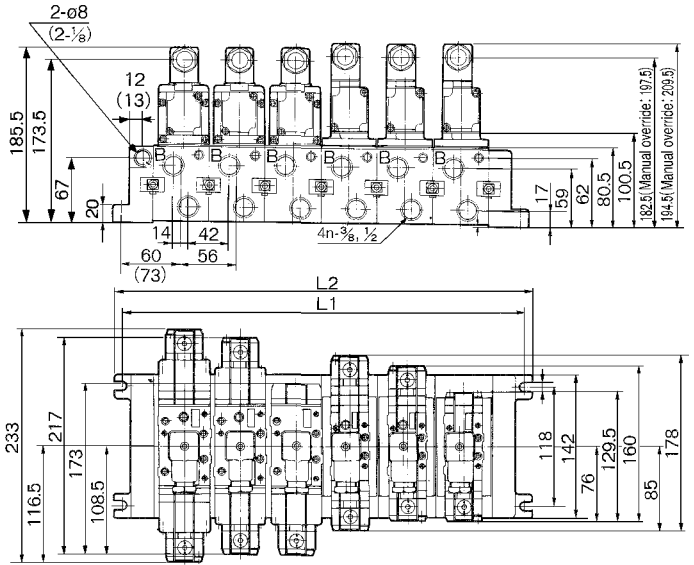 2-ø8
(2-⅛)
12
(13)
185.5
173.5
67
20
B
B
B
B
B
B
14
42
60
(73)
56
4n-⅜, ½
17
59
62
80.5
100.5
182.5(Manual override: 197.5)
194.5(Manual override: 209.5)
L2
L1
233
116.5
217
173
108.5
118
142
76
129.5
160
85
178